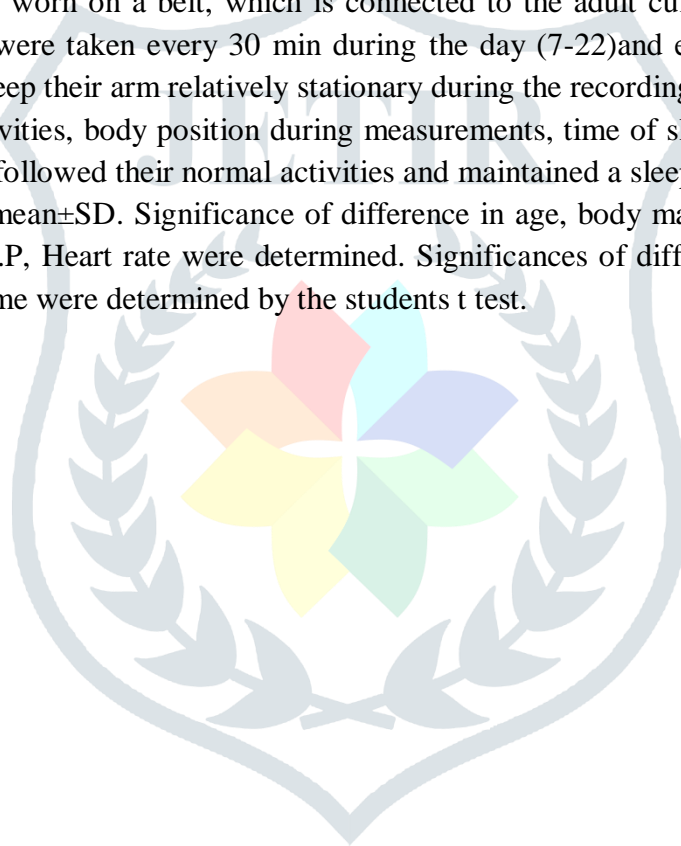 worn on a belt, which is connected to the adult cu
were taken every 30 min during the day (7-22)and e
eep their arm relatively stationary during the recording
JETIR
vities, body position during measurements, time of sl
followed their normal activities and maintained a sleep
mean±SD. Significance of difference in age, body ma
.P, Heart rate were determined. Significances of diff
me were determined by the students t test.